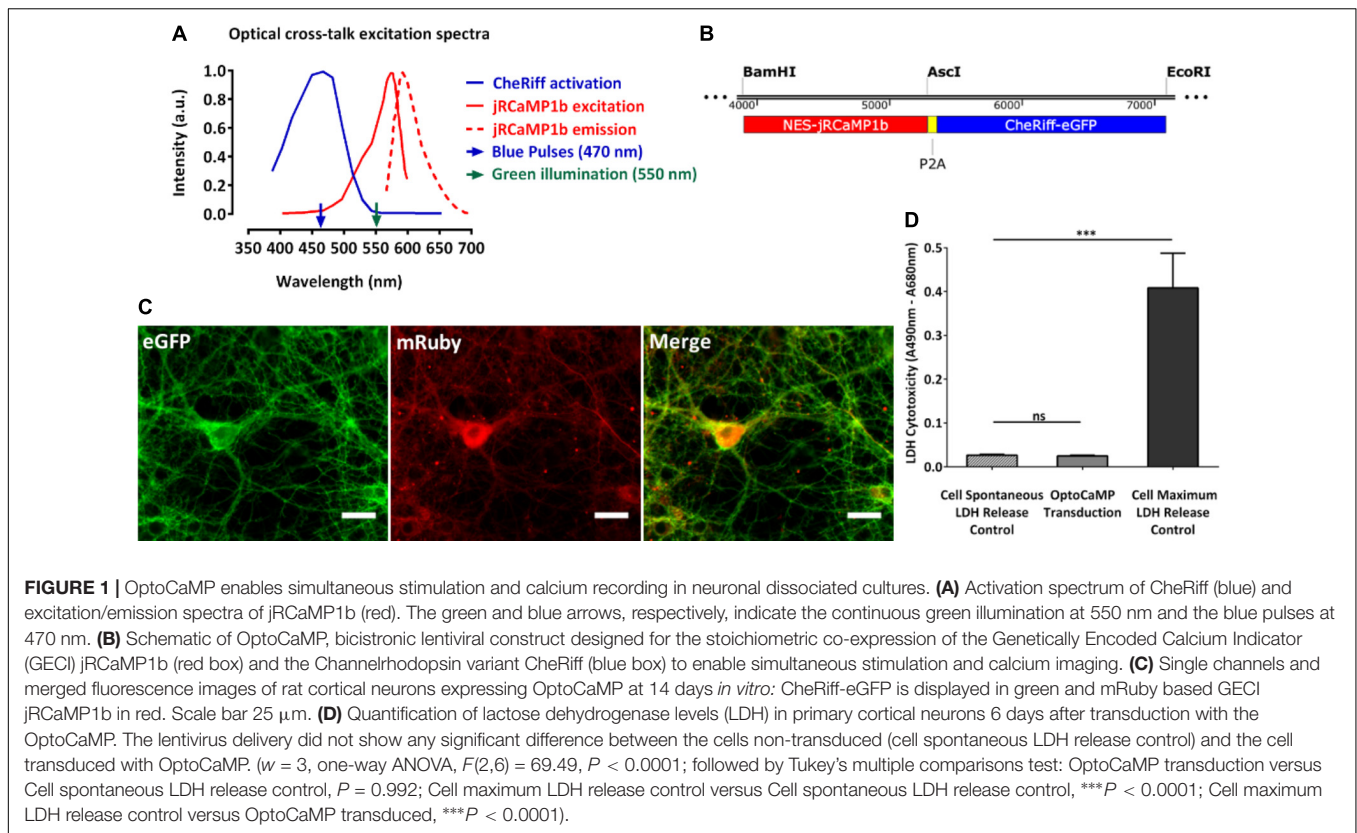 A
Optical cross-talk excitation spectra
Intensity (a.u.)
1.0
0.8
0.6
0.4
0.2
0.0
350 400 450 500 550 600 650 700
Wavelength (nm)
CheRiff activation
jRCaMP1b excitation
jRCaMP1b emission
Blue Pulses (470 nm)
Green illumination (550 nm)
B
BamHI AscI EcoRI
4000 5000 6000 7000
NES-jRCaMP1b CheRiff-eGFP
P2A
C
eGFP mRuby Merge
D
LDH Cytotoxicity (A490nm - A680nm)
0.5
0.4
0.3
0.2
0.1
0.0
***
ns
Cell Spontaneous LDH Release Control
OptoCaMP Transduction
Cell Maximum LDH Release Control
FIGURE 1 | OptoCaMP enables simultaneous stimulation and calcium recording in neuronal dissociated cultures. (A) Activation spectrum of CheRiff (blue) and
excitation/emission spectra of jRCaMP1b (red). The green and blue arrows, respectively, indicate the continuous green illumination at 550 nm and the blue pulses at
470 nm. (B) Schematic of OptoCaMP, bicistronic lentiviral construct designed for the stoichiometric co-expression of the Genetically Encoded Calcium Indicator
(GECI) jRCaMP1b (red box) and the Channelrhodopsin variant CheRiff (blue box) to enable simultaneous stimulation and calcium imaging. (C) Single channels and
merged fluorescence images of rat cortical neurons expressing OptoCaMP at 14 days in vitro: CheRiff-eGFP is displayed in green and mRuby based GECI
jRCaMP1b in red. Scale bar 25 μm. (D) Quantification of lactose dehydrogenase levels (LDH) in primary cortical neurons 6 days after transduction with the
OptoCaMP. The lentivirus delivery did not show any significant difference between the cells non-transduced (cell spontaneous LDH release control) and the cell
transduced with OptoCaMP. (w = 3, one-way ANOVA, F(2,6) = 69.49, P < 0.0001; followed by Tukey's multiple comparisons test: OptoCaMP transduction versus
Cell spontaneous LDH release control, P = 0.992; Cell maximum LDH release control versus Cell spontaneous LDH release control, ***P < 0.0001; Cell maximum
LDH release control versus OptoCaMP transduced, ***P < 0.0001).